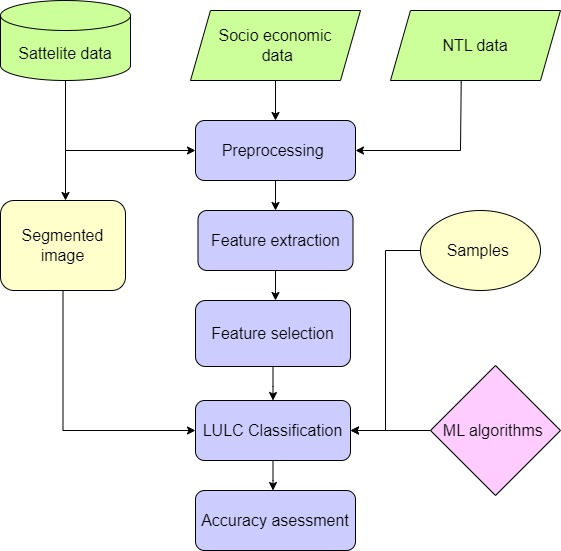 Sattelite data
Socio economic
data
NTL data
Preprocessing
Segmented
image
Feature extraction
Samples
Feature selection
LULC Classification
ML algorithms
Accuracy asessment